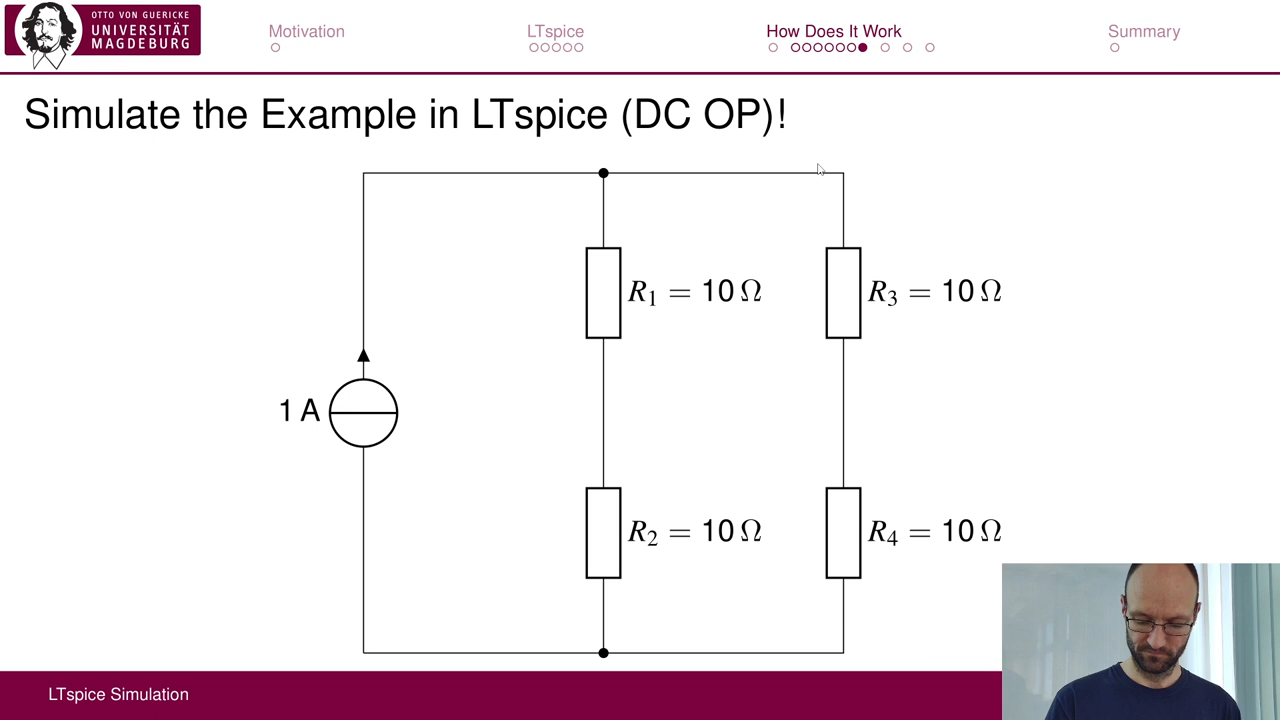 OTTO VON GUERICKE
UNIVERSITÄT
MAGDEBURG
Motivation
LTspice
How Does It Work
Summary
Simulate the Example in LTspice (DC OP)!
R1 = 10 Ω
R3 = 10 Ω
1 A
R2 = 10 Ω
R4 = 10 Ω
LTspice Simulation